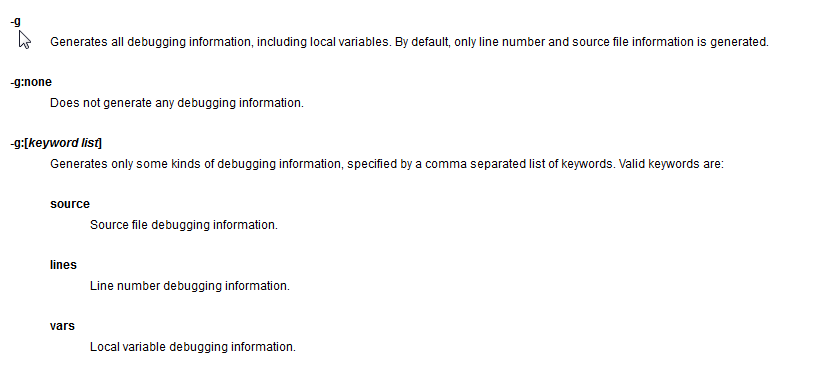 -g
Generates all debugging information, including local variables. By default, only line number and source file information is generated.
-g:none
Does not generate any debugging information.
-g:[keyword list]
Generates only some kinds of debugging information, specified by a comma separated list of keywords. Valid keywords are:
source
Source file debugging information.
lines
Line number debugging information.
vars
Local variable debugging information.